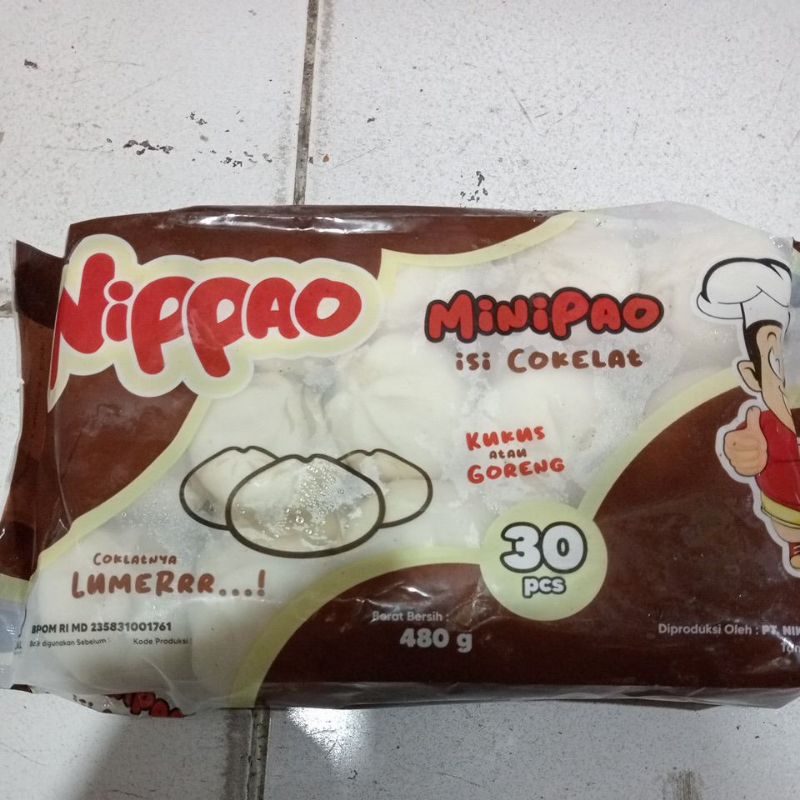 NiPPAO
MiNiPAO
isi COKELAt
KUKUS
AtAU
GORENG
30
pcs
COKLAtNYA
LUMERRR...!
BPOM RI MD 235831001761
Baik digunakan Sebelum : Kode Produksi :
Berat Bersih :
480 g
Diproduksi Oleh : PT. NIK